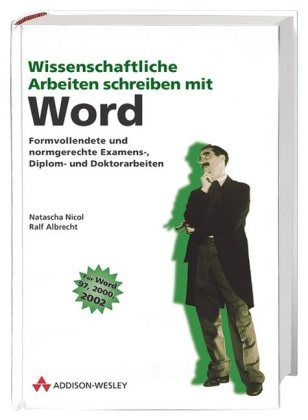 Wissenschaftliche
Arbeiten schreiben mit
Word
Formvollendete und
normgerechte Examens-,
Diplom- und Doktorarbeiten
Natascha Nicol
Ralf Albrecht
Für Word
97, 2000,
2002
ADDISON-WESLEY